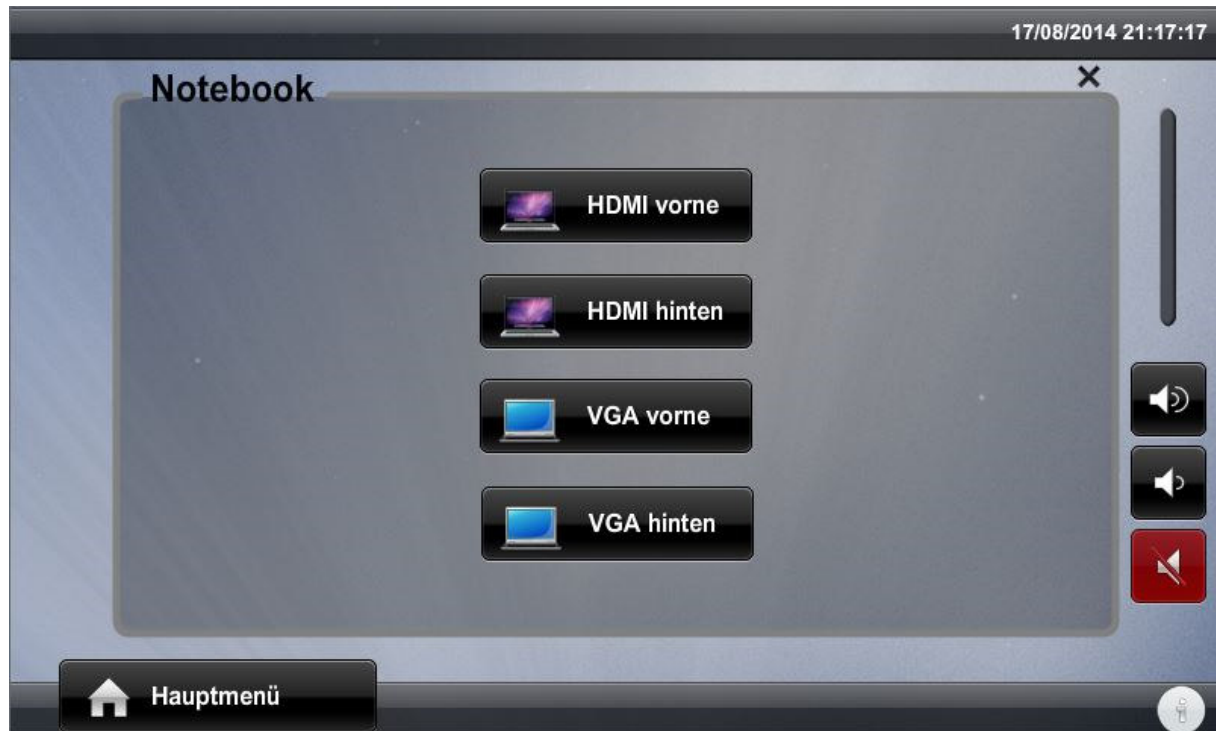 17/08/2014 21:17:17
Notebook
HDMI vorne
HDMI hinten
VGA vorne
VGA hinten
Hauptmenü